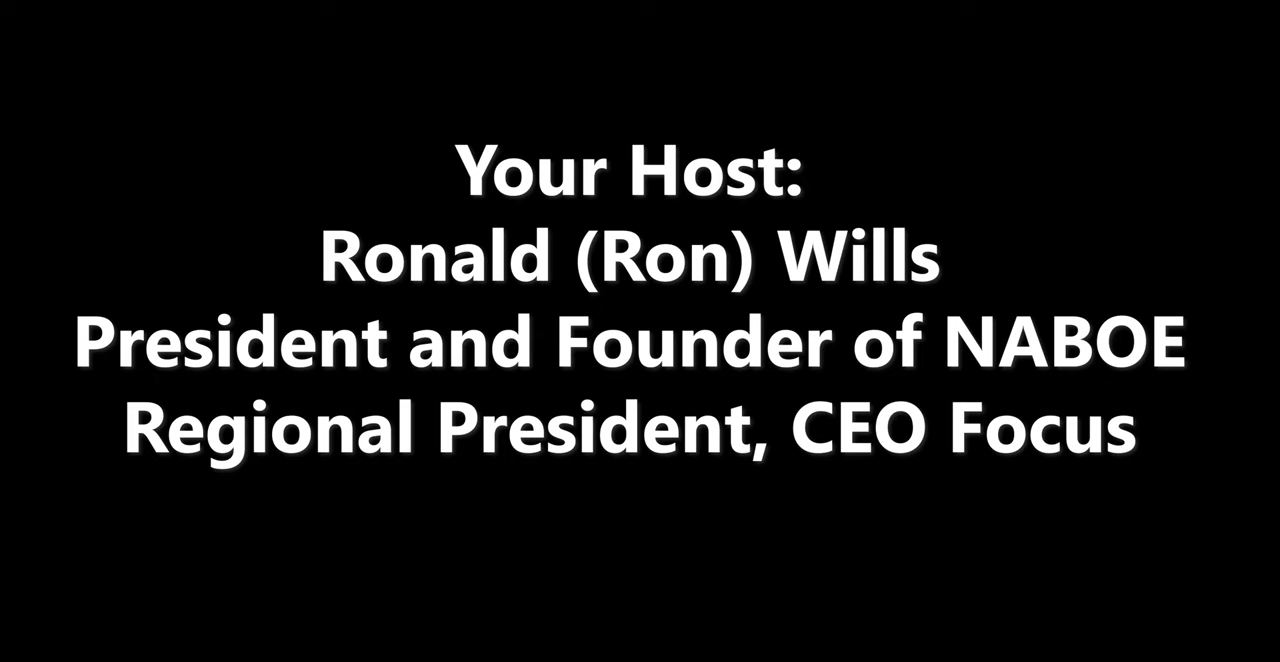 Your Host:
Ronald (Ron) Wills
President and Founder of NABOE
Regional President, CEO Focus